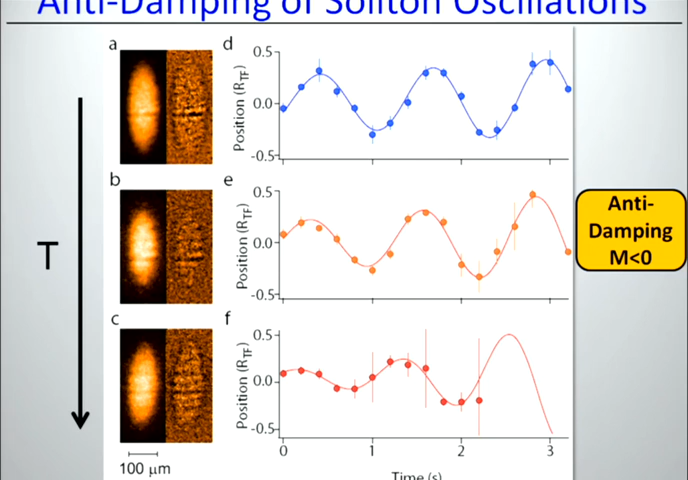 Anti-Damping of Soliton Oscillations
a
d
0.5
0.0
-0.5
Position (RTF)
b
e
0.5
0.0
-0.5
Position (RTF)
c
f
0.5
0.0
-0.5
Position (RTF)
0
1
2
3
Time (s)
100 μm
T
Anti-
Damping
M<0